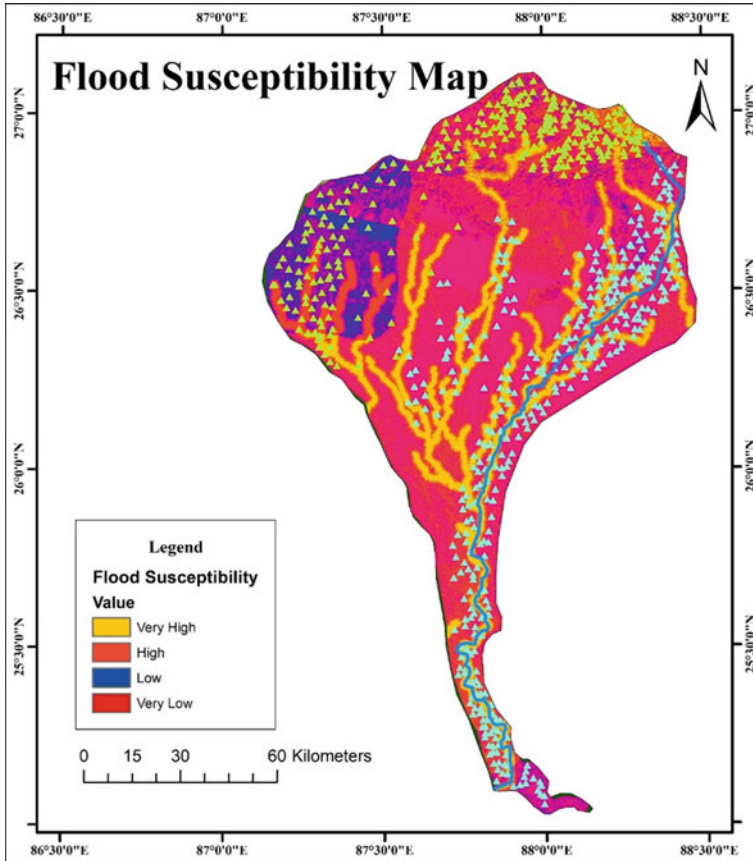 86°30'0"E 87°0'0"E 87°30'0"E 88°0'0"E 88°30'0"E
Flood Susceptibility Map
N
27°0'0"N
26°30'0"N
26°0'0"N
25°30'0"N
27°0'0"N
26°30'0"N
26°0'0"N
25°30'0"N
Legend
Flood Susceptibility
Value
Very High
High
Low
Very Low
0 15 30 60 Kilometers
86°30'0"E 87°0'0"E 87°30'0"E 88°0'0"E 88°30'0"E